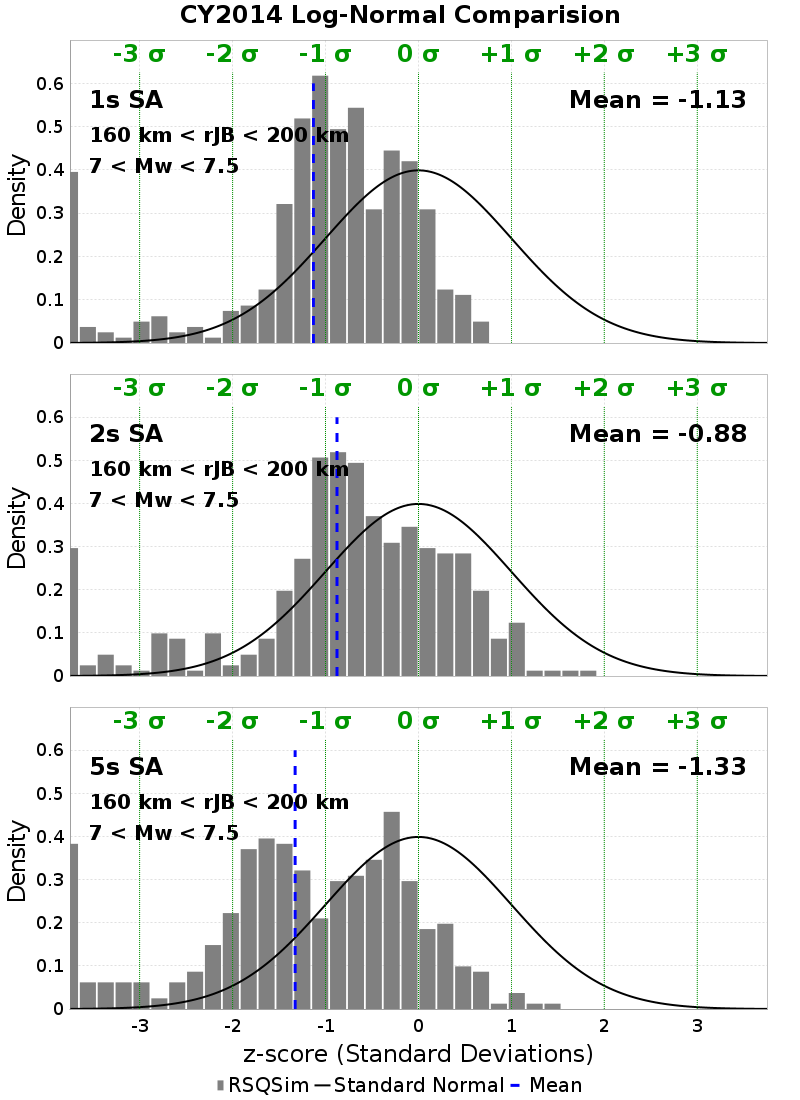 CY2014 Log-Normal Comparision
-3 σ -2 σ -1 σ 0 σ +1 σ +2 σ +3 σ
1s SA
Mean = -1.13
160 km < rJB < 200 km
7 < Mw < 7.5
Density
0.6
0.5
0.4
0.3
0.2
0.1
0
-3 σ -2 σ -1 σ 0 σ +1 σ +2 σ +3 σ
2s SA
Mean = -0.88
160 km < rJB < 200 km
7 < Mw < 7.5
Density
0.6
0.5
0.4
0.3
0.2
0.1
0
-3 σ -2 σ -1 σ 0 σ +1 σ +2 σ +3 σ
5s SA
Mean = -1.33
160 km < rJB < 200 km
7 < Mw < 7.5
Density
0.6
0.5
0.4
0.3
0.2
0.1
0
-3 -2 -1 0 1 2 3
z-score (Standard Deviations)
RSQSim Standard Normal Mean